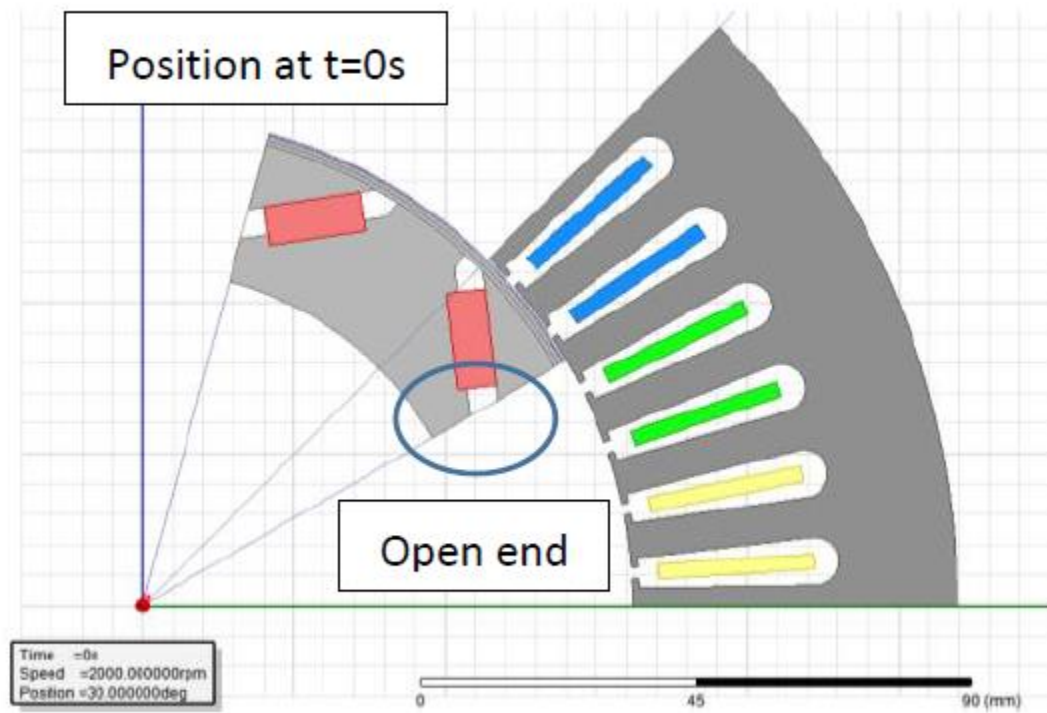 Position at t=0s
Open end
Time =0s
Speed =2000.000000rpm
Position =30.000000deg
0 45 90 (mm)